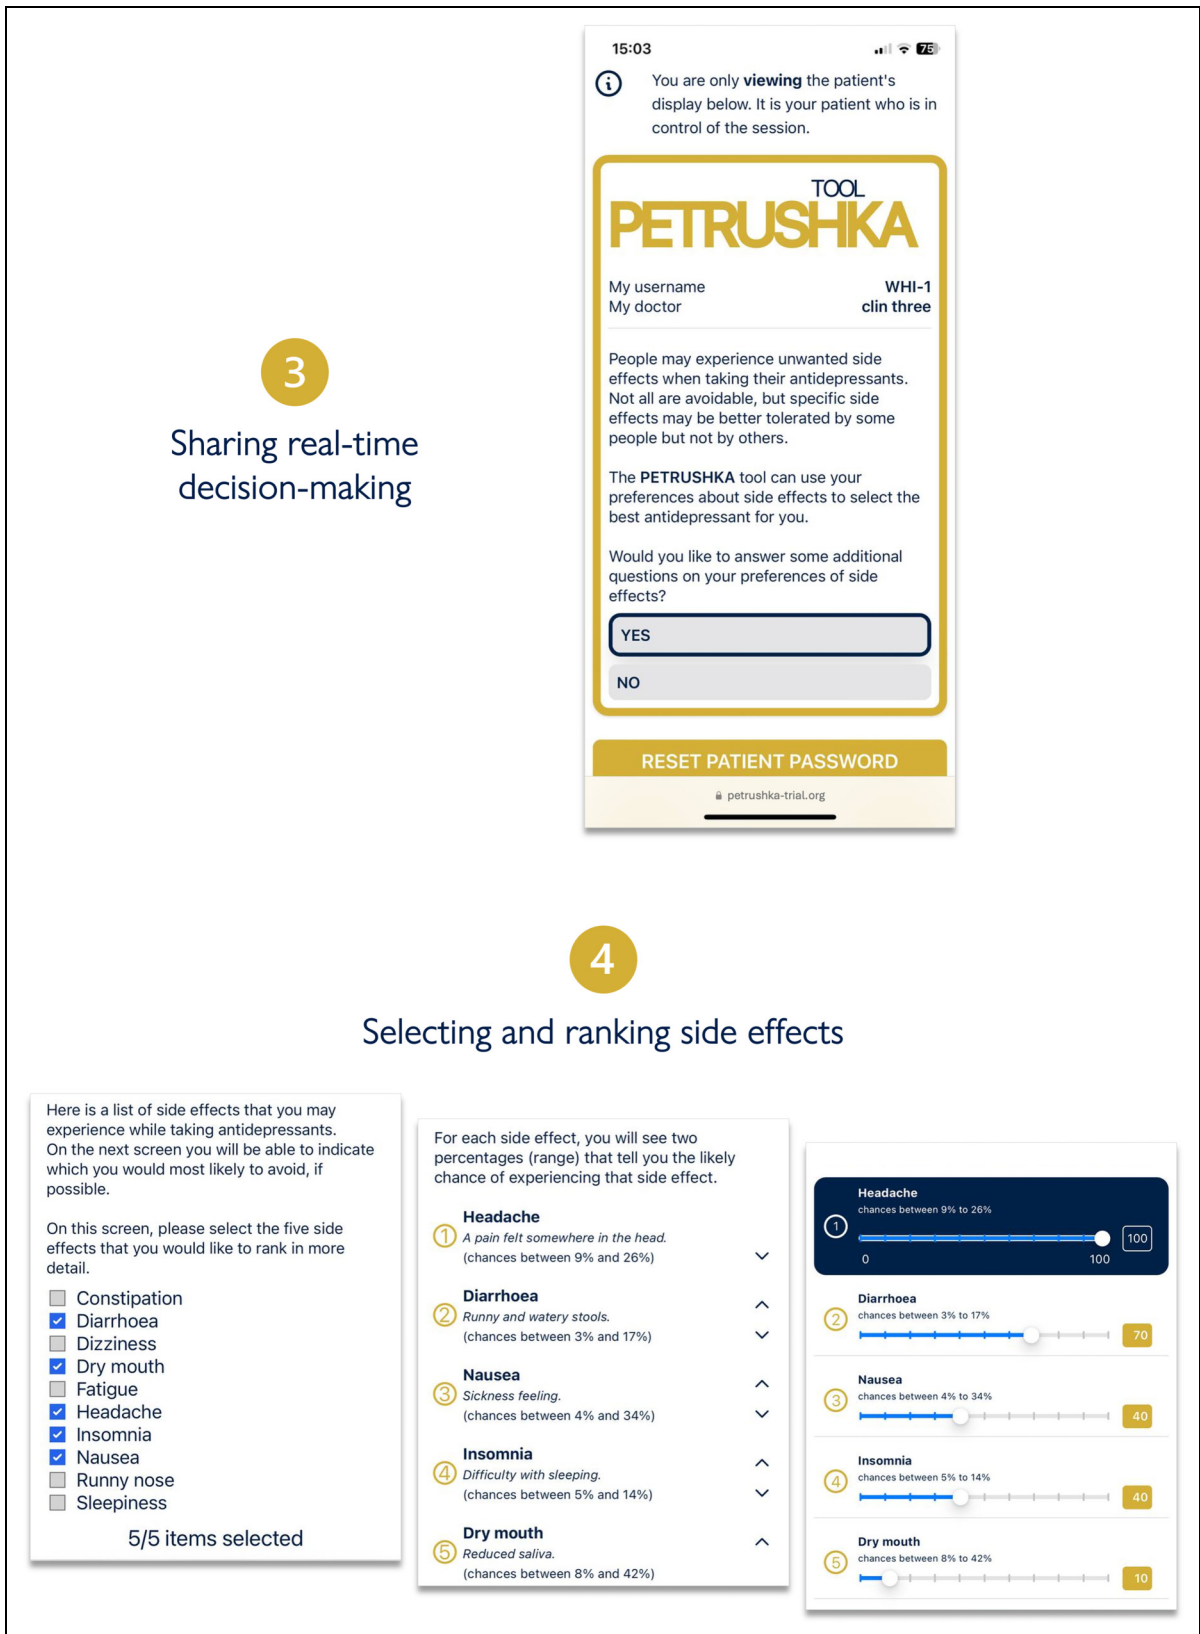 15:03
75
You are only viewing the patient's
display below. It is your patient who is in
control of the session.
TOOL
PETRUSHKA
My username WHI-1
My doctor clin three
People may experience unwanted side
effects when taking their antidepressants.
Not all are avoidable, but specific side
effects may be better tolerated by some
people but not by others.
The PETRUSHKA tool can use your
preferences about side effects to select the
best antidepressant for you.
Would you like to answer some additional
questions on your preferences of side
effects?
YES
NO
RESET PATIENT PASSWORD
petrushka-trial.org
3
Sharing real-time
decision-making
4
Selecting and ranking side effects
Here is a list of side effects that you may
experience while taking antidepressants.
On the next screen you will be able to indicate
which you would most likely to avoid, if
possible.
On this screen, please select the five side
effects that you would like to rank in more
detail.
Constipation
Diarrhoea
Dizziness
Dry mouth
Fatigue
Headache
Insomnia
Nausea
Runny nose
Sleepiness
5/5 items selected
For each side effect, you will see two
percentages (range) that tell you the likely
chance of experiencing that side effect.
Headache
1 A pain felt somewhere in the head.
(chances between 9% and 26%)
Diarrhoea
2 Runny and watery stools.
(chances between 3% and 17%)
Nausea
3 Sickness feeling.
(chances between 4% and 34%)
Insomnia
4 Difficulty with sleeping.
(chances between 5% and 14%)
Dry mouth
5 Reduced saliva.
(chances between 8% and 42%)
Headache
chances between 9% to 26%
1 100
0 100
Diarrhoea
chances between 3% to 17%
2 70
Nausea
chances between 4% to 34%
3 40
Insomnia
chances between 5% to 14%
4 40
Dry mouth
chances between 8% to 42%
5 10